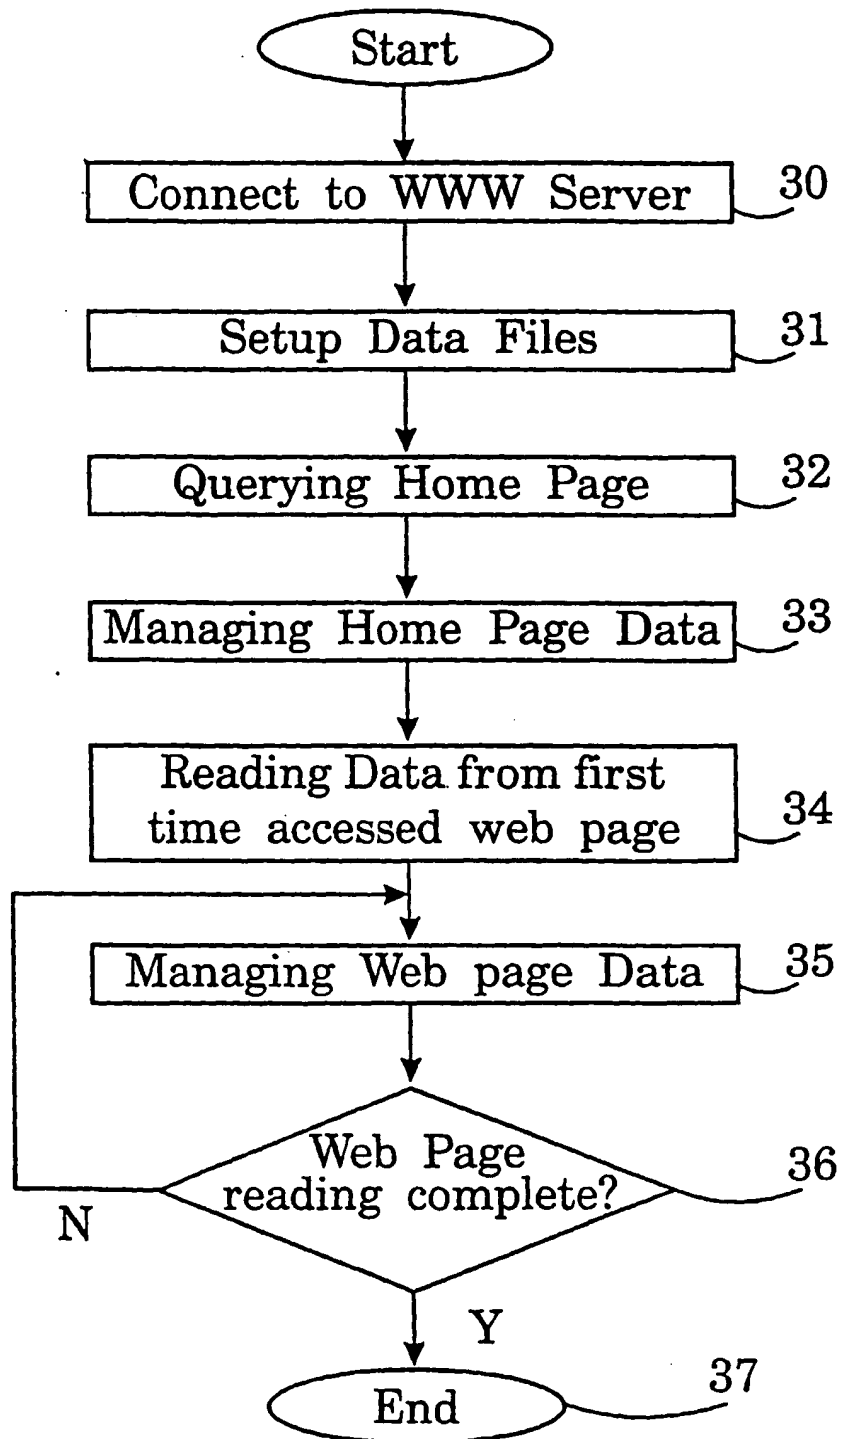 Start
Connect to WWW Server
30
Setup Data Files
31
Querying Home Page
32
Managing Home Page Data
33
Reading Data from first
time accessed web page
34
Managing Web page Data
35
Web Page
reading complete?
36
N
Y
End
37